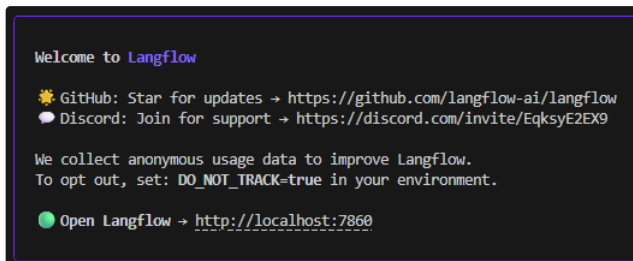 Welcome to Langflow
🌟 GitHub: Star for updates → https://github.com/langflow-ai/langflow
💬 Discord: Join for support → https://discord.com/invite/EqksyE2EX9
We collect anonymous usage data to improve Langflow.
To opt out, set: DO_NOT_TRACK=true in your environment.
🟢 Open Langflow → http://localhost:7860